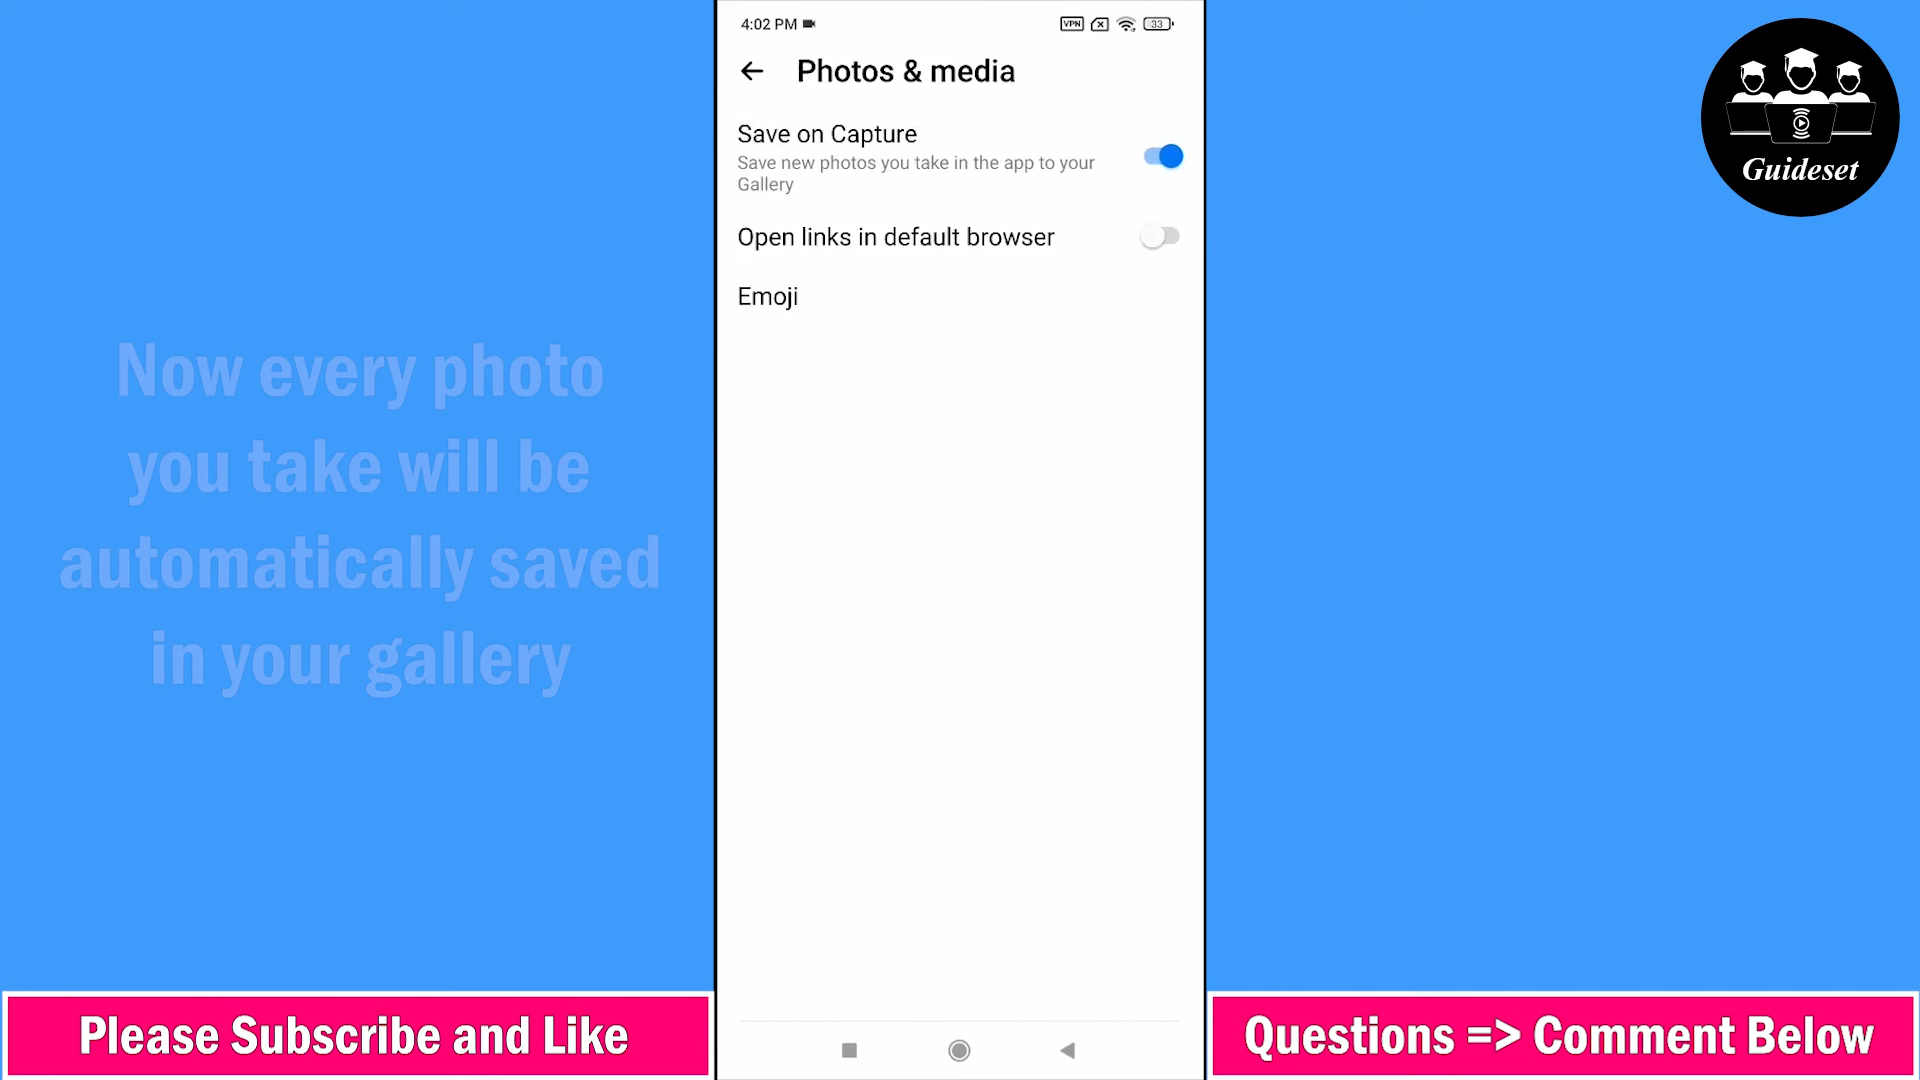 4:02 PM
VPN
33
Photos & media
Save on Capture
Save new photos you take in the app to your
Gallery
Open links in default browser
Emoji
Now every photo
you take will be
automatically saved
in your gallery
Guideset
Please Subscribe and Like
Questions => Comment Below